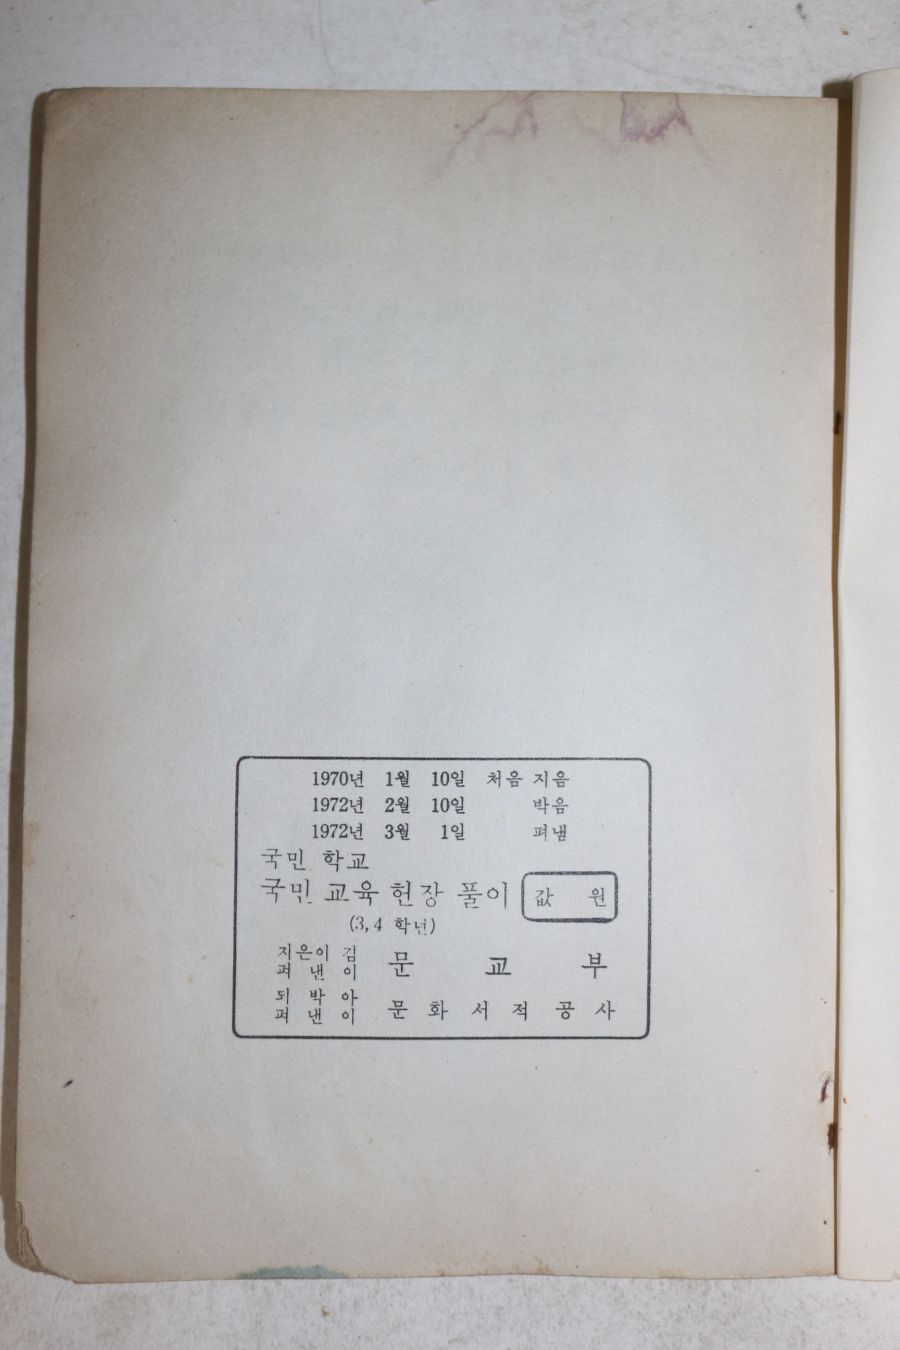 1970년 1월 10일 처음 지음
1972년 2월 10일 박음
1972년 3월 1일 펴냄
국민 학교
국민 교육 헌장 풀이 값 원
(3, 4 학년)
지은이 김
펴 낸 이 문 교 부
되 박 아
펴 낸 이 문 화 서 적 공 사